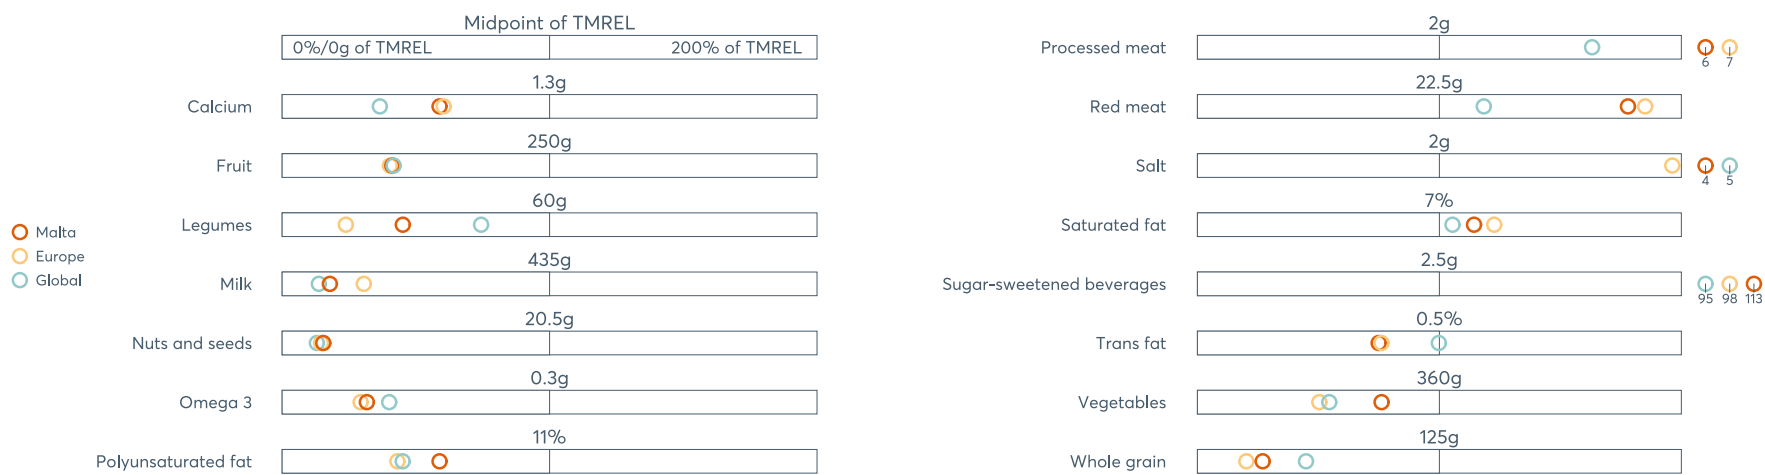 Midpoint of TMREL
0%/0g of TMREL 200% of TMREL
1.3g
Calcium
250g
Fruit
60g
Legumes
435g
Milk
20.5g
Nuts and seeds
0.3g
Omega 3
11%
Polyunsaturated fat
Malta
Europe
Global
2g
Processed meat
6 7
22.5g
Red meat
2g
Salt
4 5
7%
Saturated fat
2.5g
Sugar-sweetened beverages
95 98 113
0.5%
Trans fat
360g
Vegetables
125g
Whole grain